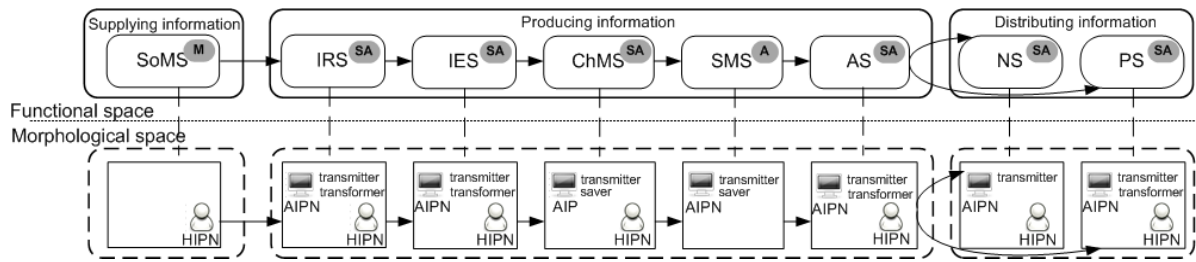 Supplying information
Producing information
Distributing information
SoMS M
IRS SA
IES SA
ChMS SA
SMS A
AS SA
NS SA
PS SA
Functional space
Morphological space
HIPN
transmitter
transformer
AIPN
HIPN
transmitter
transformer
AIPN
HIPN
transmitter
saver
AIP
HIPN
transmitter
saver
AIPN
transmitter
transformer
AIPN
HIPN
transmitter
AIPN
HIPN
transmitter
transformer
AIPN
HIPN